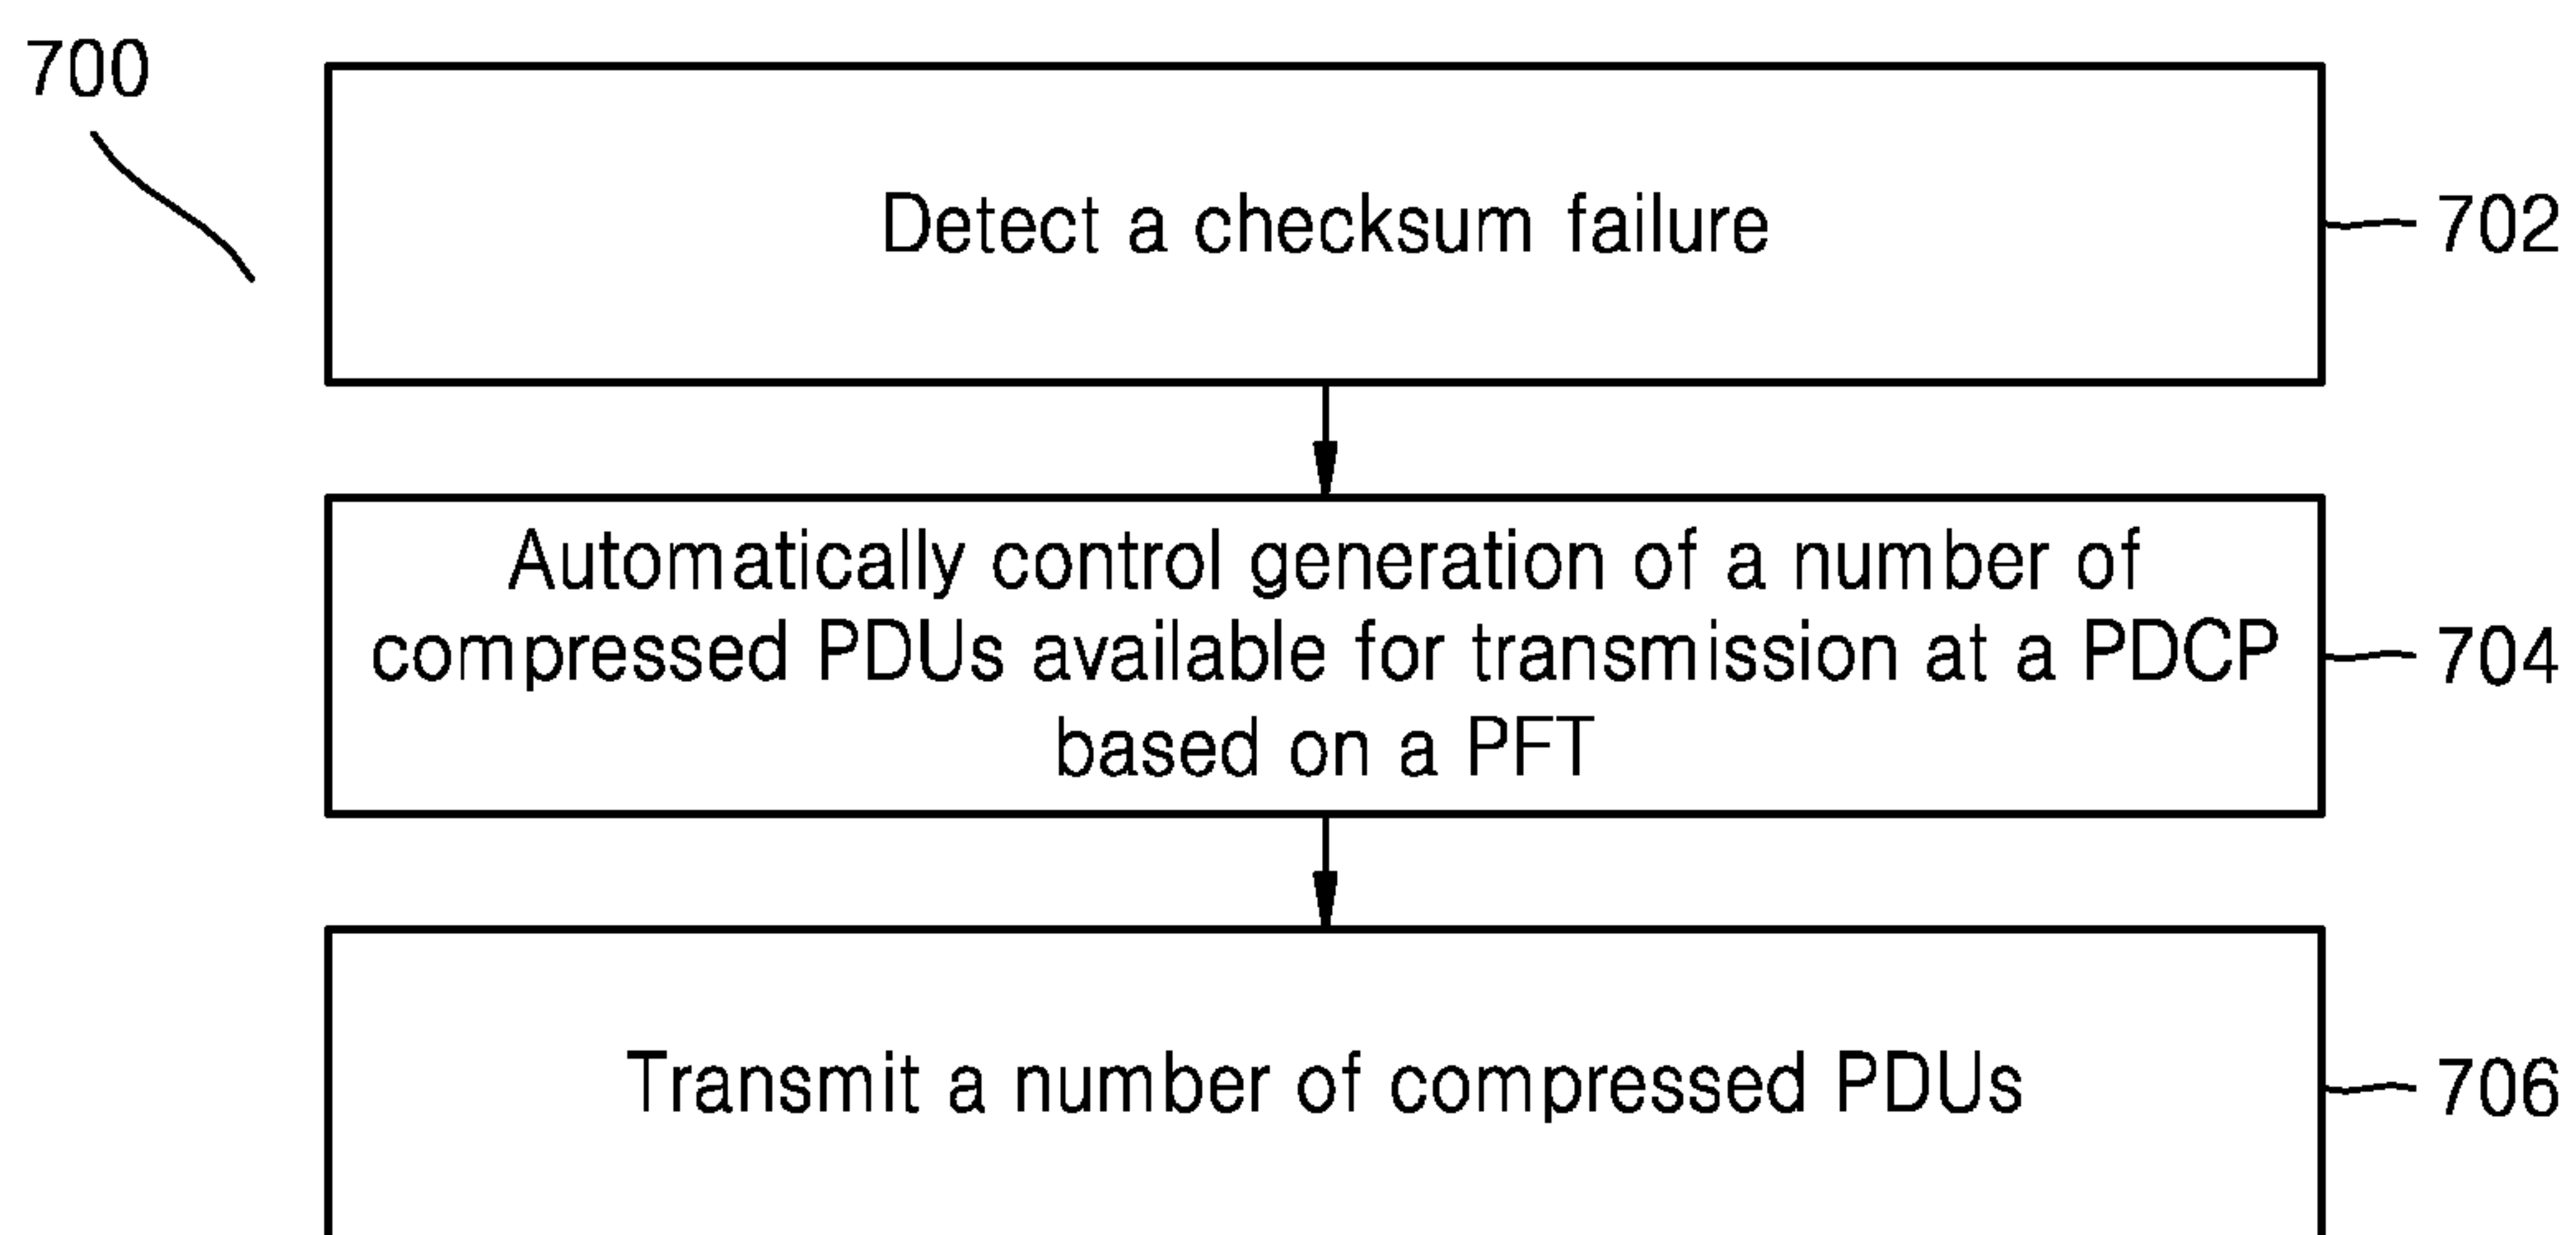 700
Detect a checksum failure
702
Automatically control generation of a number of
compressed PDUs available for transmission at a PDCP
based on a PFT
704
Transmit a number of compressed PDUs
706